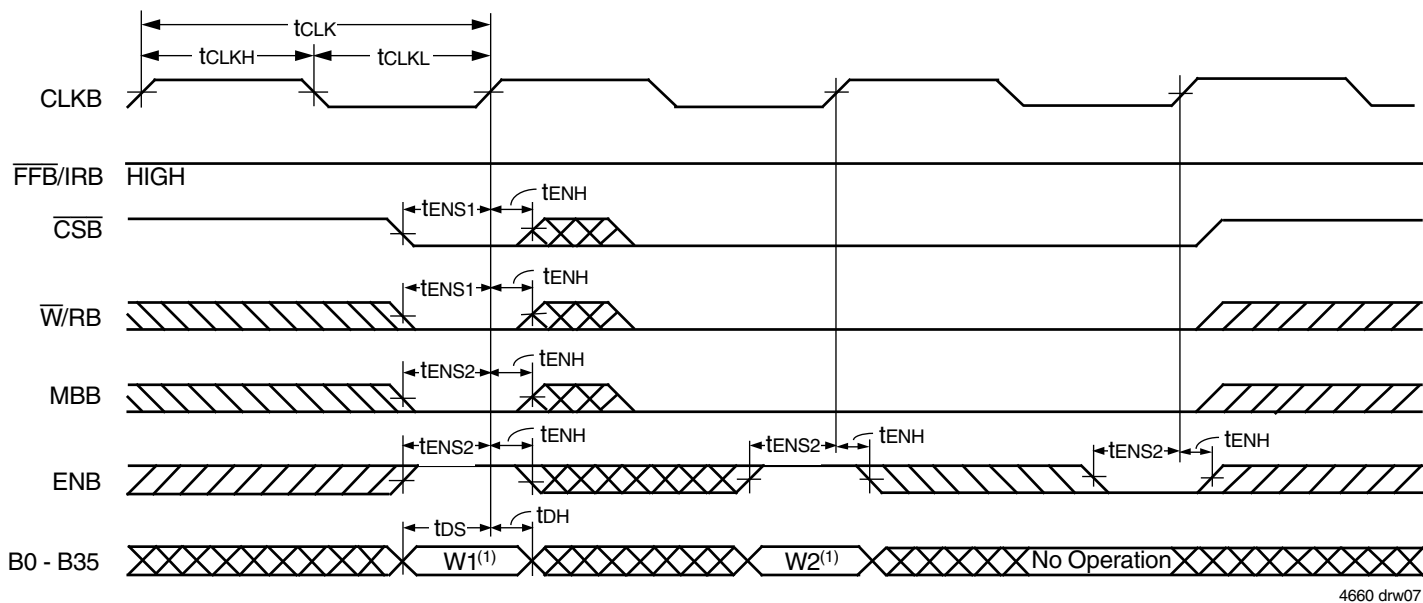 tCLK
tCLKH tCLKL
CLKB
FFB/IRB HIGH
tENS1 tENH
CSB
tENS1 tENH
W/RB
tENS2 tENH
MBB
tENS2 tENH tENS2 tENH tENS2 tENH
ENB
tDS tDH
B0 - B35 W1(1) W2(1) No Operation
4660 drw07